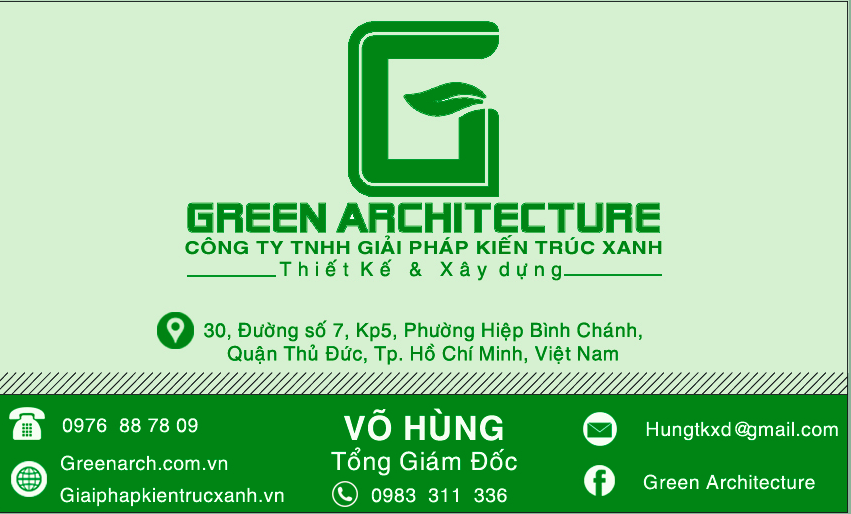 GREEN ARCHITECTURE
CÔNG TY TNHH GIẢI PHÁP KIẾN TRÚC XANH
Thiết Kế & Xây dựng
30, Đường số 7, Kp5, Phường Hiệp Bình Chánh,
Quận Thủ Đức, Tp. Hồ Chí Minh, Việt Nam
0976 88 78 09
Greenarch.com.vn
Giaiphapkientrucxanh.vn
VÕ HÙNG
Tổng Giám Đốc
0983 311 336
Hungtkxd@gmail.com
Green Architecture